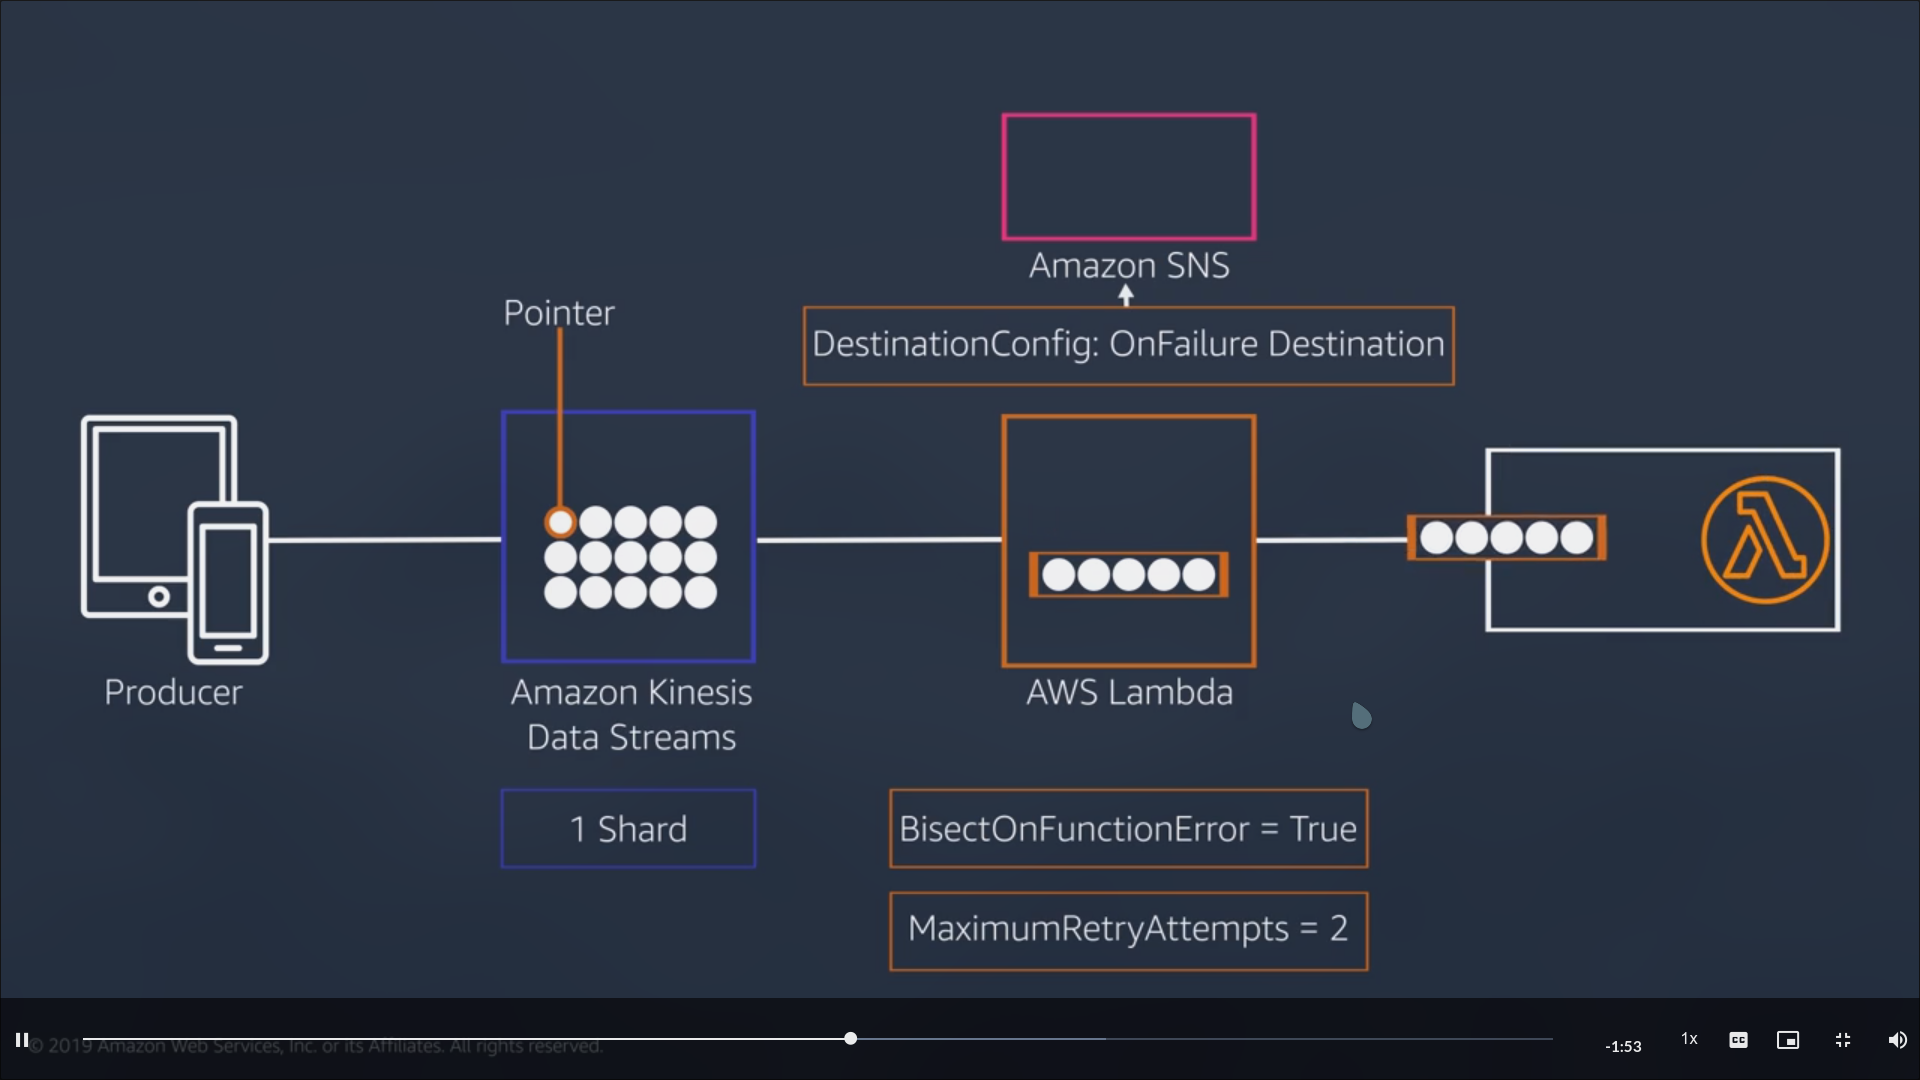 Amazon SNS
Pointer
DestinationConfig: OnFailure Destination
Producer
Amazon Kinesis
Data Streams
AWS Lambda
1 Shard
BisectOnFunctionError = True
MaximumRetryAttempts = 2
© 2019 Amazon Web Services, Inc. or its Affiliates. All rights reserved.
-1:53
1x
CC